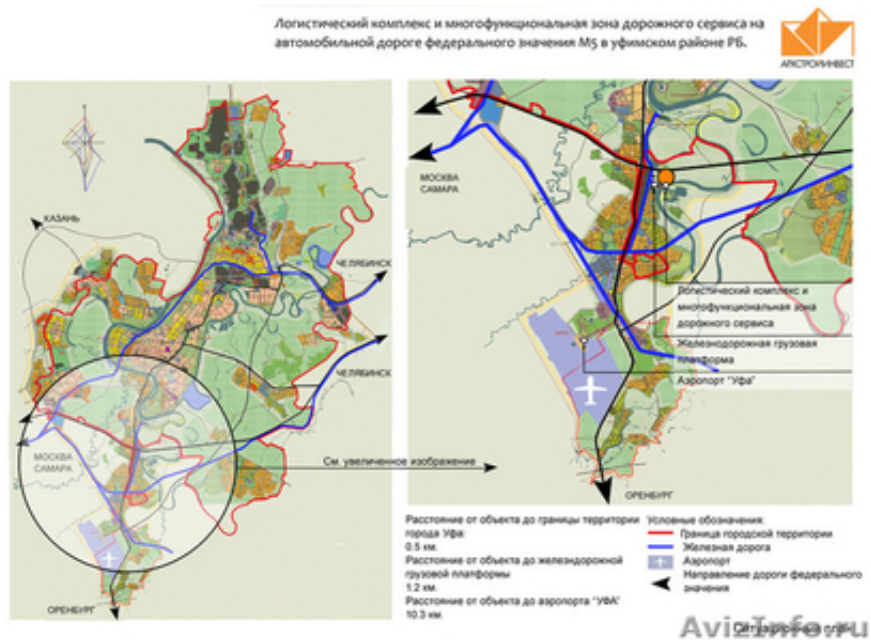 Логистический комплекс и многофункциональная зона дорожного сервиса на
автомобильной дороге федерального значения М5 в уфимском районе РБ.
АРКСТРОЙИНВЕСТ
КАЗАНЬ
ЧЕЛЯБИНСК
ЧЕЛЯБИНСК
МОСКВА
САМАРА
См. увеличенное изображение
ОРЕНБУРГ
МОСКВА
САМАРА
Логистический комплекс и
многофункциональная зона
дорожного сервиса
Железнодорожная грузовая
платформа
Аэропорт "Уфа"
ОРЕНБУРГ
Расстояние от объекта до границы территории
города Уфа:
0.5 км.
Расстояние от объекта до железндорожной
грузовой платформы
1.2 км.
Расстояние от объекта до аэропорта "УФА"
10.3 км.
Условные обозначения:
Граница городской территории
Железная дорога
Аэропорт
Направление дороги федерального
значения
Ситуационный план
AvizInfo.ru